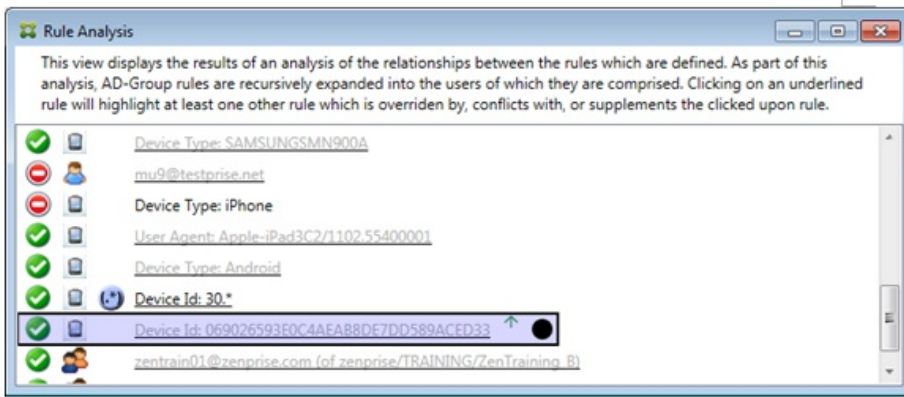 Rule Analysis
This view displays the results of an analysis of the relationships between the rules which are defined. As part of this
analysis, AD-Group rules are recursively expanded into the users of which they are comprised. Clicking on an underlined
rule will highlight at least one other rule which is overriden by, conflicts with, or supplements the clicked upon rule.
Device Type: SAMSUNGSMN900A
mu9@testprise.net
Device Type: iPhone
User Agent: Apple-iPad3C2/1102.55400001
Device Type: Android
(.*) Device Id: 30.*
Device Id: 069026593E0C4AEAB8DE7DD589ACED33
zentrain01@zenprise.com (of zenprise/TRAINING/ZenTraining_B)